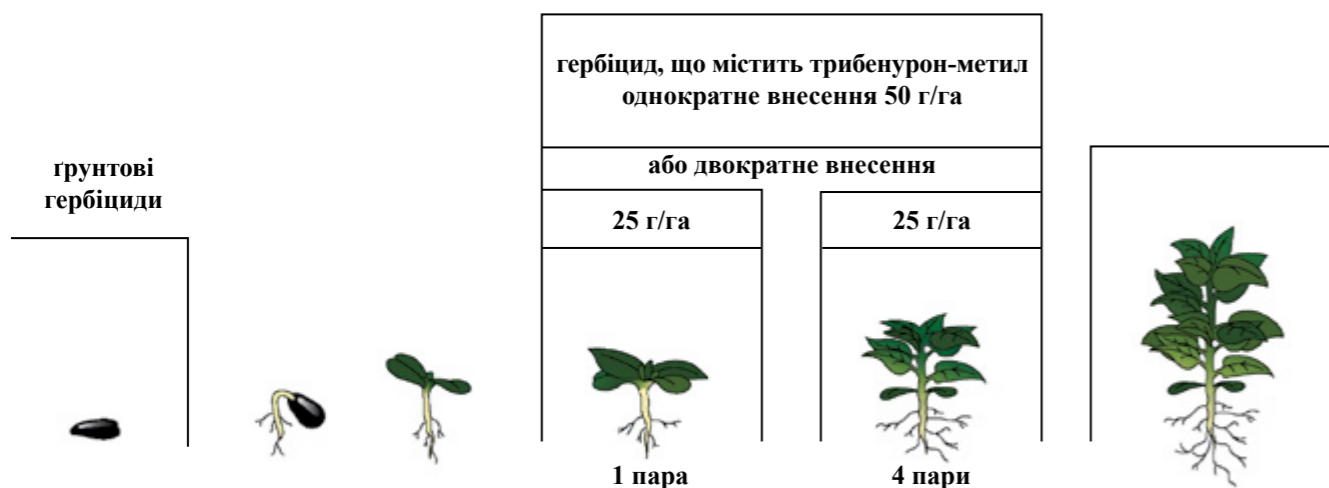 гербіцид, що містить трибенурон-метил
однократне внесення 50 г/га
ґрунтові
гербіциди
або двократне внесення
25 г/га
25 г/га
1 пара
4 пари